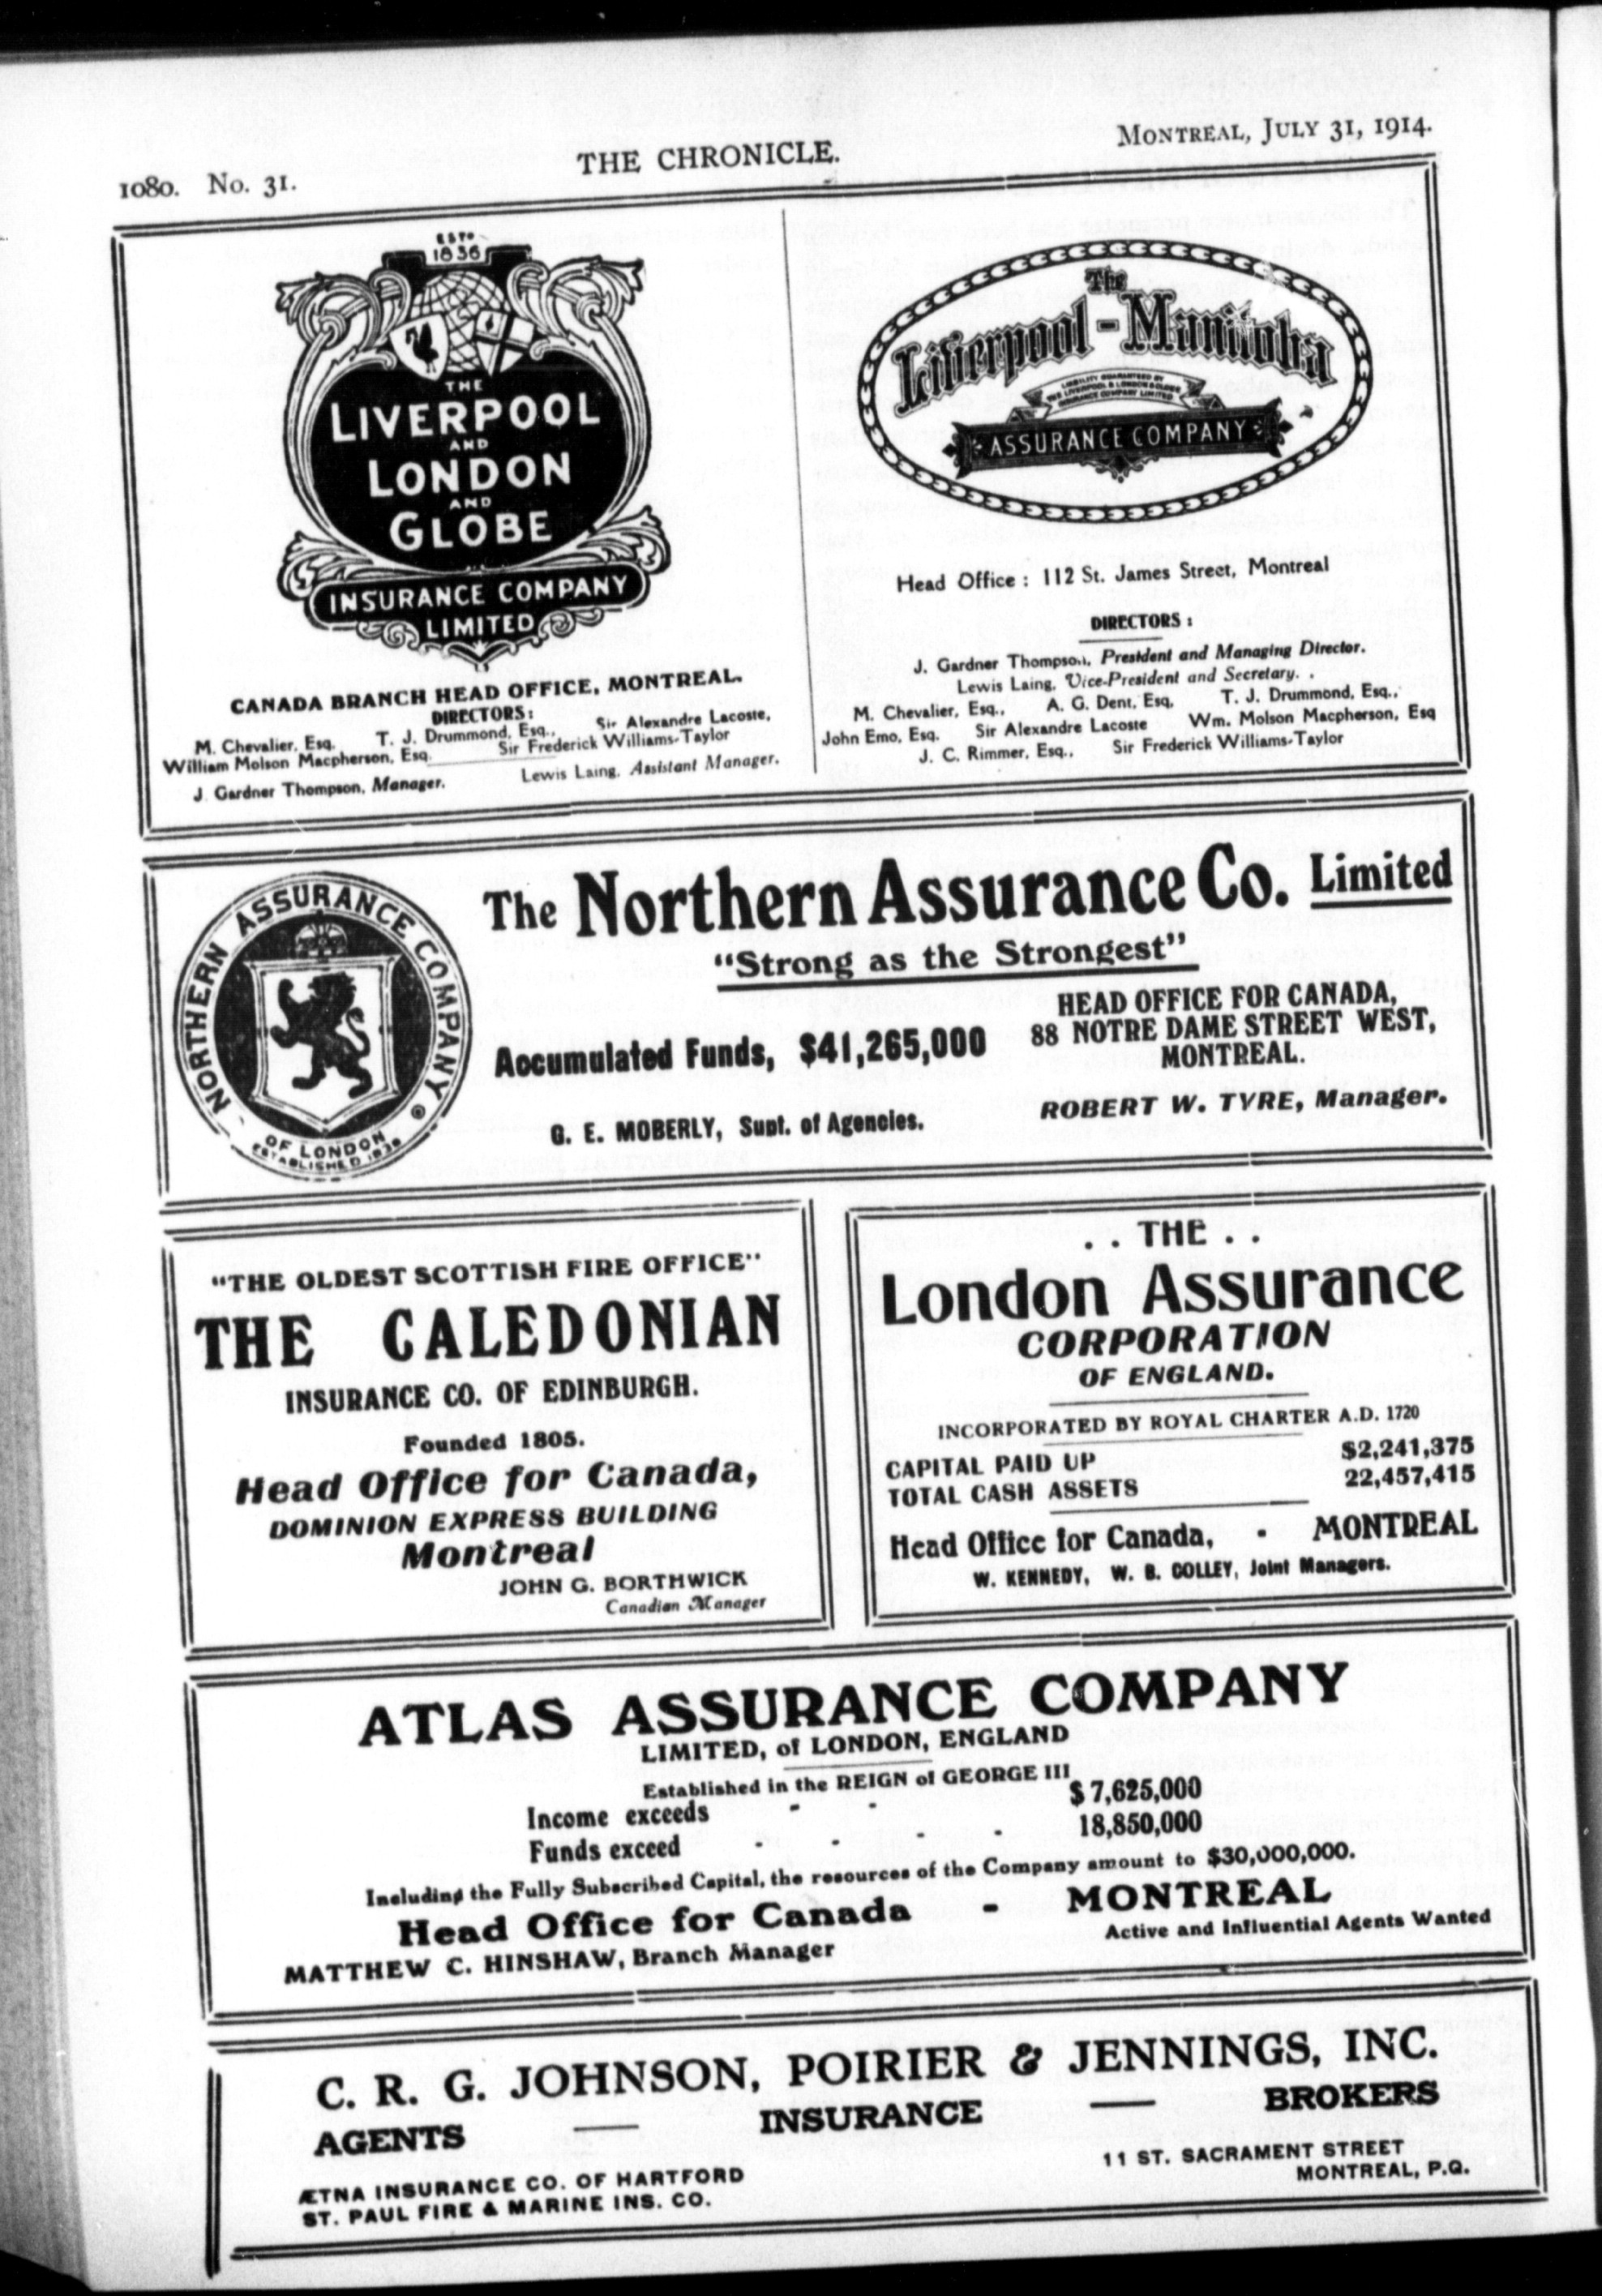 1080. No. 31.
THE CHRONICLE.
MONTREAL, JULY 31, 1914.
ESTD
1836
THE
LIVERPOOL
AND
LONDON
AND
GLOBE
INSURANCE COMPANY
LIMITED
CANADA BRANCH HEAD OFFICE, MONTREAL.
DIRECTORS:
M. Chevalier, Esq. T. J. Drummond, Esq., Sir Alexandre Lacoste,
William Molson Macpherson, Esq. Sir Frederick Williams-Taylor
J. Gardner Thompson, Manager. Lewis Laing, Assistant Manager.
The
Liverpool-Manitoba
LIABILITY GUARANTEED BY
THE LIVERPOOL & LONDON & GLOBE
INSURANCE COMPANY LIMITED
ASSURANCE COMPANY
Head Office : 112 St. James Street, Montreal
DIRECTORS :
J. Gardner Thompson, President and Managing Director.
Lewis Laing, Vice-President and Secretary.
M. Chevalier, Esq., A. G. Dent, Esq, T. J. Drummond, Esq.,
John Emo, Esq. Sir Alexandre Lacoste Wm. Molson Macpherson, Esq
J. C. Rimmer, Esq., Sir Frederick Williams-Taylor
NORTHERN ASSURANCE COMPANY
OF LONDON
ESTABLISHED 1836
The Northern Assurance Co. Limited
"Strong as the Strongest"
Accumulated Funds, $41,265,000
HEAD OFFICE FOR CANADA,
88 NOTRE DAME STREET WEST,
MONTREAL.
G. E. MOBERLY, Supt. of Agencies.
ROBERT W. TYRE, Manager.
"THE OLDEST SCOTTISH FIRE OFFICE"
THE CALEDONIAN
INSURANCE CO. OF EDINBURGH.
Founded 1805.
Head Office for Canada,
DOMINION EXPRESS BUILDING
Montreal
JOHN G. BORTHWICK
Canadian Manager
. . THE . .
London Assurance
CORPORATION
OF ENGLAND.
INCORPORATED BY ROYAL CHARTER A.D. 1720
CAPITAL PAID UP $2,241,375
TOTAL CASH ASSETS 22,457,415
Head Office for Canada, - MONTREAL
W. KENNEDY, W. B. COLLEY, Joint Managers.
ATLAS ASSURANCE COMPANY
LIMITED, of LONDON, ENGLAND
Established in the REIGN of GEORGE III
Income exceeds - - $ 7,625,000
Funds exceed - - - - 18,850,000
Including the Fully Subscribed Capital, the resources of the Company amount to $30,000,000.
Head Office for Canada - MONTREAL
MATTHEW C. HINSHAW, Branch Manager
Active and Influential Agents Wanted
C. R. G. JOHNSON, POIRIER & JENNINGS, INC.
AGENTS — INSURANCE — BROKERS
ÆTNA INSURANCE CO. OF HARTFORD
ST. PAUL FIRE & MARINE INS. CO.
11 ST. SACRAMENT STREET
MONTREAL, P.Q.